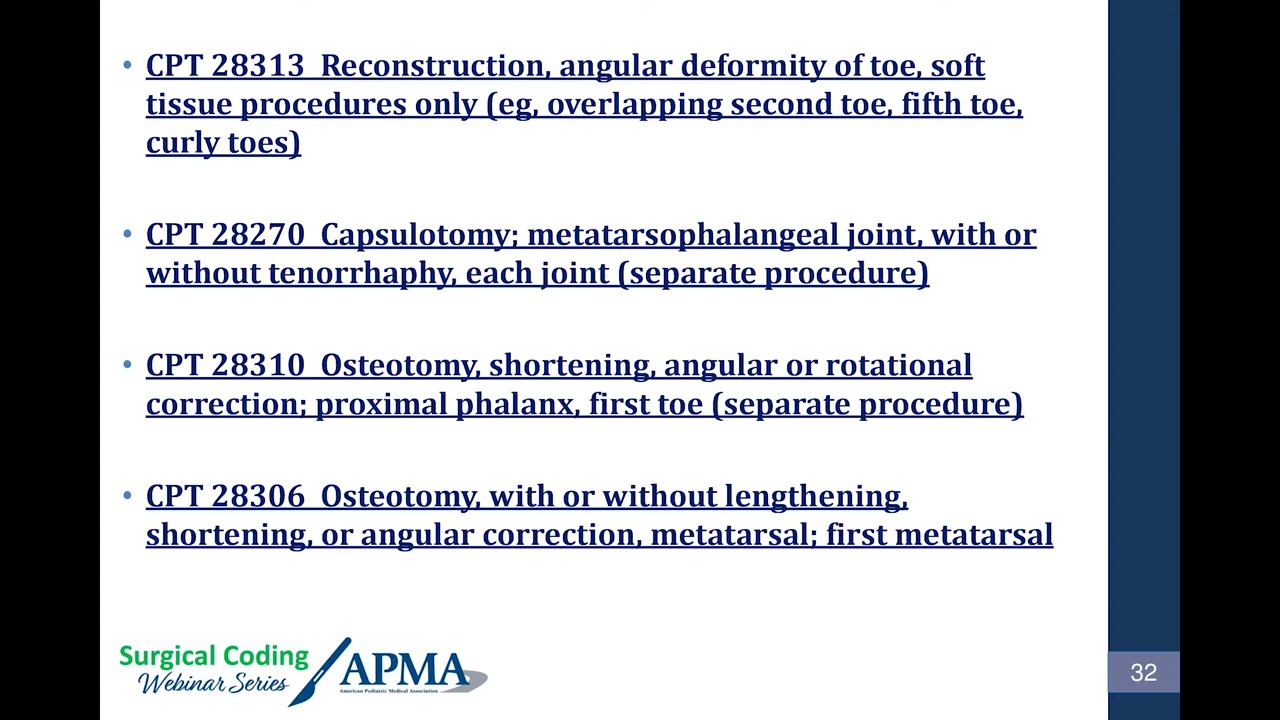 • CPT 28313  Reconstruction, angular deformity of toe, soft
tissue procedures only (eg, overlapping second toe, fifth toe,
curly toes)
• CPT 28270  Capsulotomy; metatarsophalangeal joint, with or
without tenorrhaphy, each joint (separate procedure)
• CPT 28310  Osteotomy, shortening, angular or rotational
correction; proximal phalanx, first toe (separate procedure)
• CPT 28306  Osteotomy, with or without lengthening,
shortening, or angular correction, metatarsal; first metatarsal
Surgical Coding
Webinar Series
APMA
American Podiatric Medical Association
32